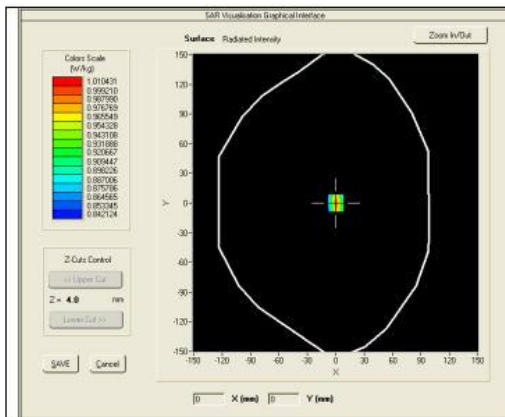 SAR Visualisation Graphical Interface
Surface Radiated Intensity
Zoom In/Out
Colors Scale
(W/kg)
1.010431
0.999210
0.987990
0.976769
0.965549
0.954328
0.943108
0.931888
0.920667
0.909447
0.898226
0.887006
0.875786
0.864565
0.853345
0.842124
Z-Cuts Control
<< Upper Cut
Z = 4.0 mm
Lower Cut >>
SAVE Cancel
150
120
90
60
30
0
-30
-60
-90
-120
-150
Y
-150 -120 -90 -60 -30 0 30 60 90 120 150
X
0 X (mm) 0 Y (mm)